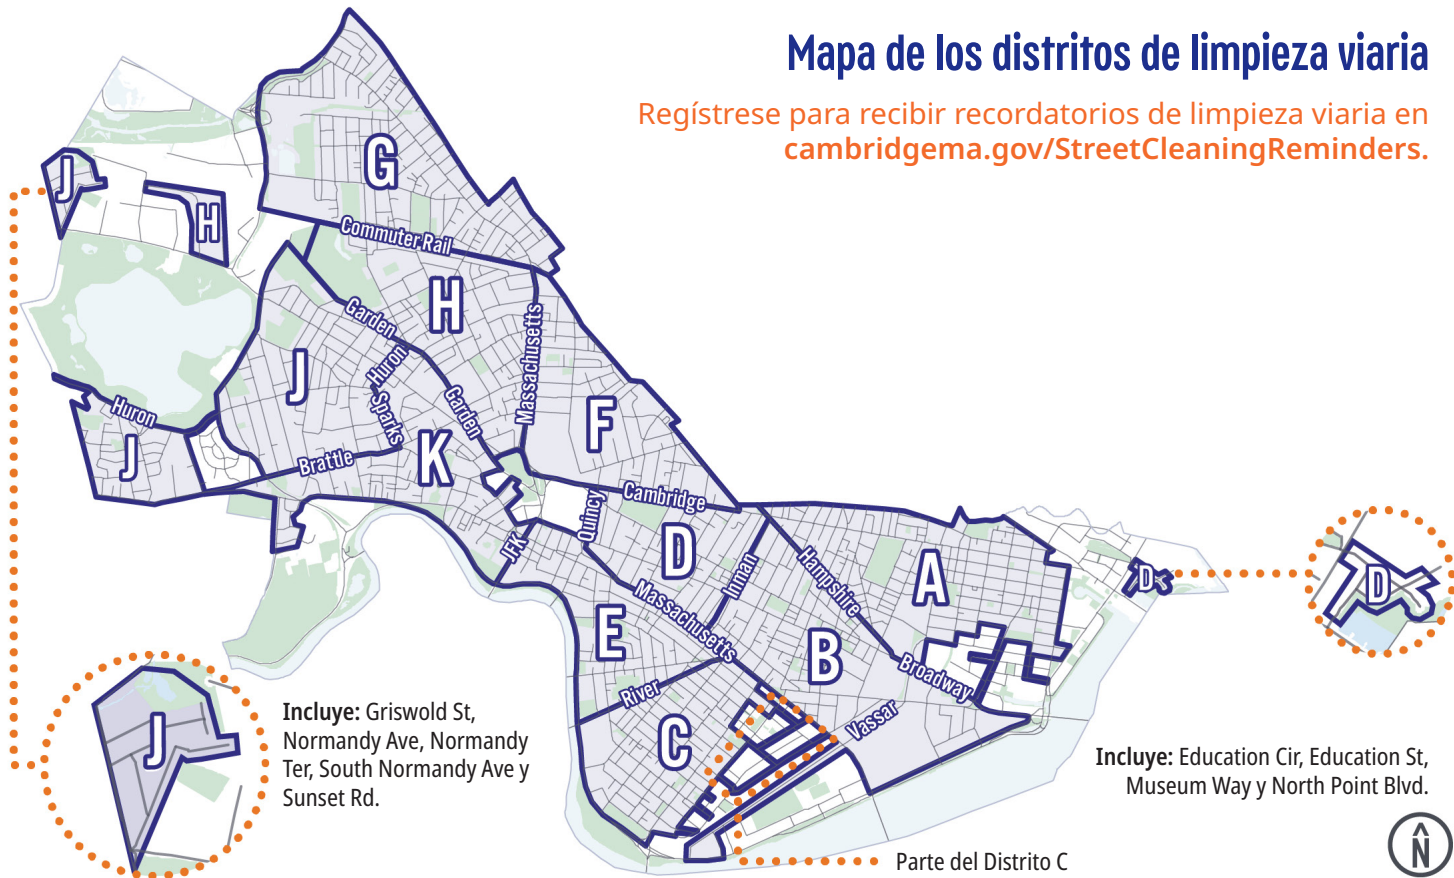 Mapa de los distritos de limpieza viaria
Regístrese para recibir recordatorios de limpieza viaria en
cambridgema.gov/StreetCleaningReminders.
G
J
H
Commuter Rail
H
Garden
Massachusetts
Huron
J
Sparks
Garden
Huron
F
J
K
Brattle
Cambridge
Quincy
JFK
D
Inman
Hampshire
A
D
D
Massachusetts
E
B
Broadway
River
C
Vassar
J
Incluye: Griswold St,
Normandy Ave, Normandy
Ter, South Normandy Ave y
Sunset Rd.
Incluye: Education Cir, Education St,
Museum Way y North Point Blvd.
Parte del Distrito C
N